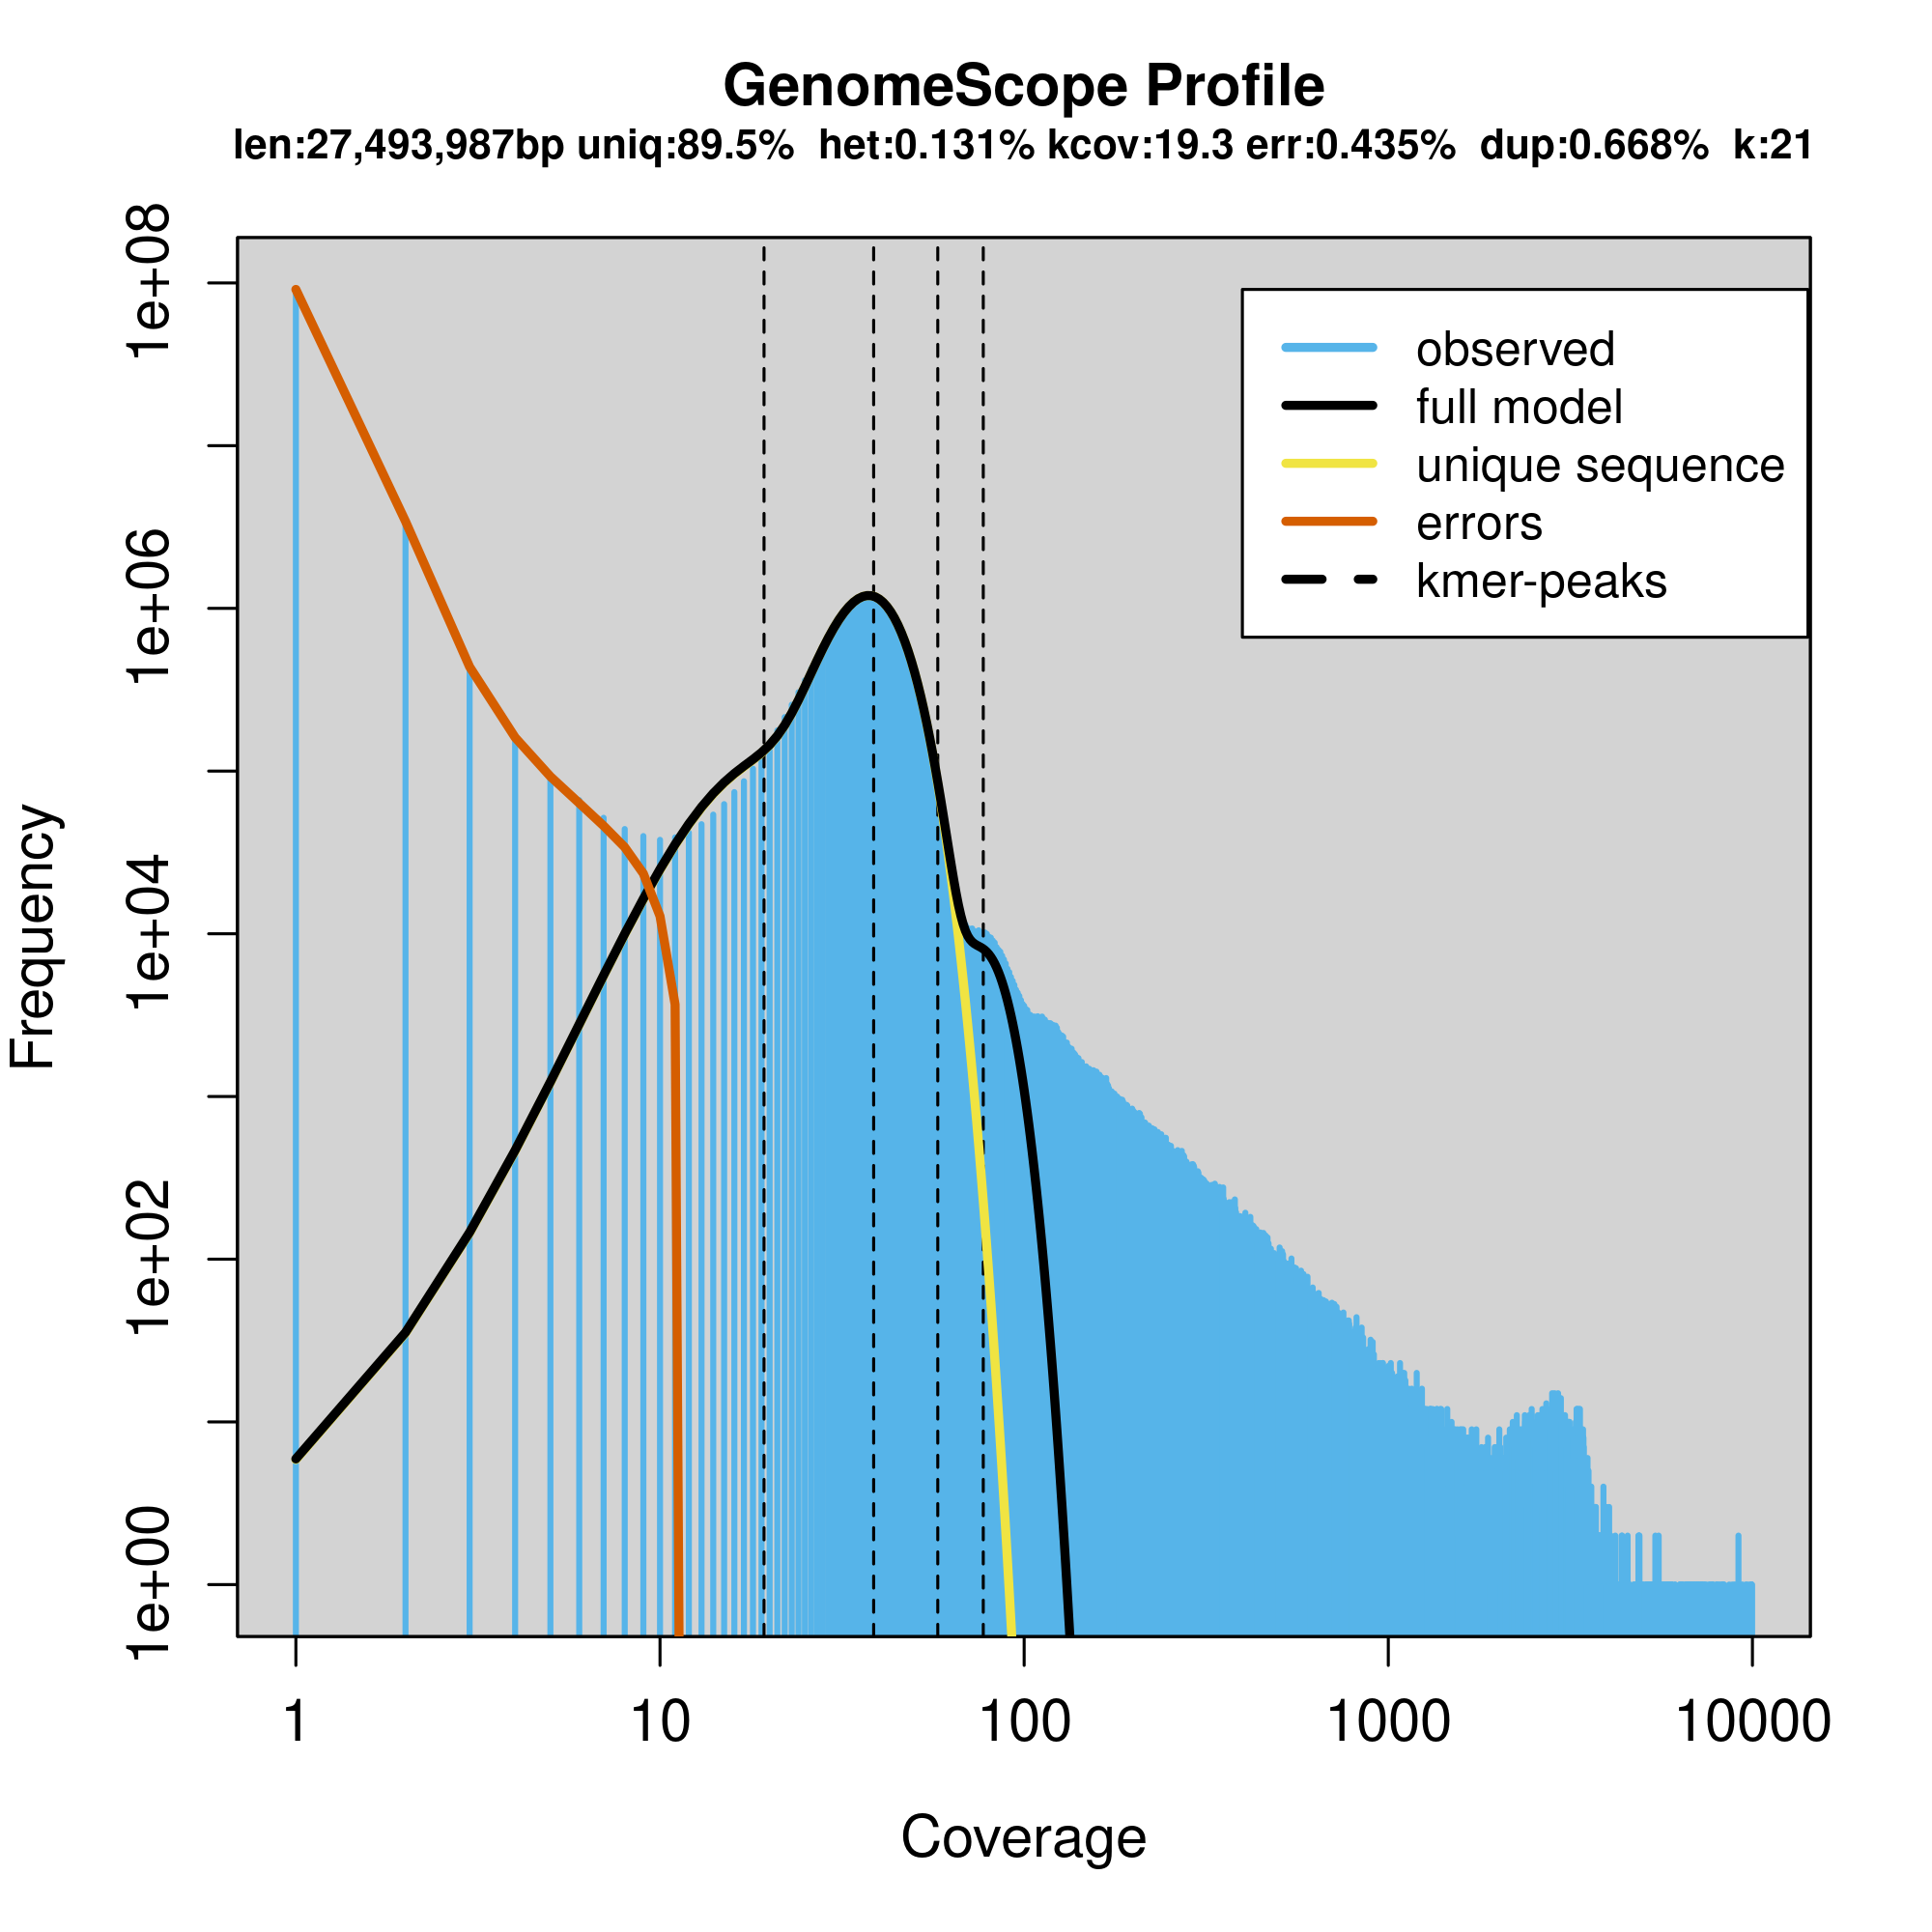 GenomeScope Profile
len:27,493,987bp uniq:89.5% het:0.131% kcov:19.3 err:0.435% dup:0.668% k:21
Frequency
1e+08
1e+06
1e+04
1e+02
1e+00
observed
full model
unique sequence
errors
kmer-peaks
1 10 100 1000 10000
Coverage